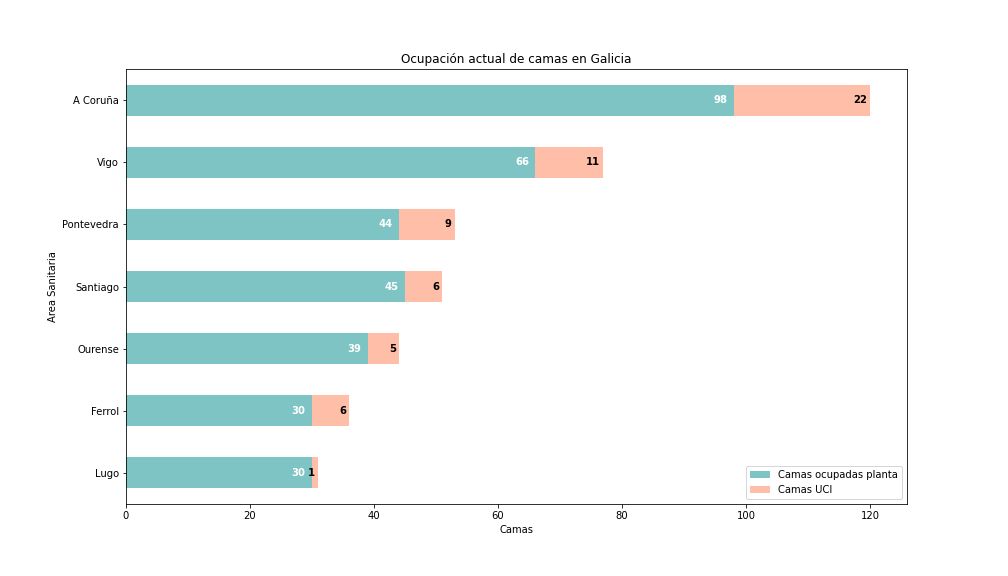 Ocupación actual de camas en Galicia
A Coruña 98 22
Vigo 66 11
Pontevedra 44 9
Santiago 45 6
Area Sanitaria
Ourense 39 5
Ferrol 30 6
Lugo 30 1
Camas ocupadas planta
Camas UCI
0 20 40 60 80 100 120
Camas